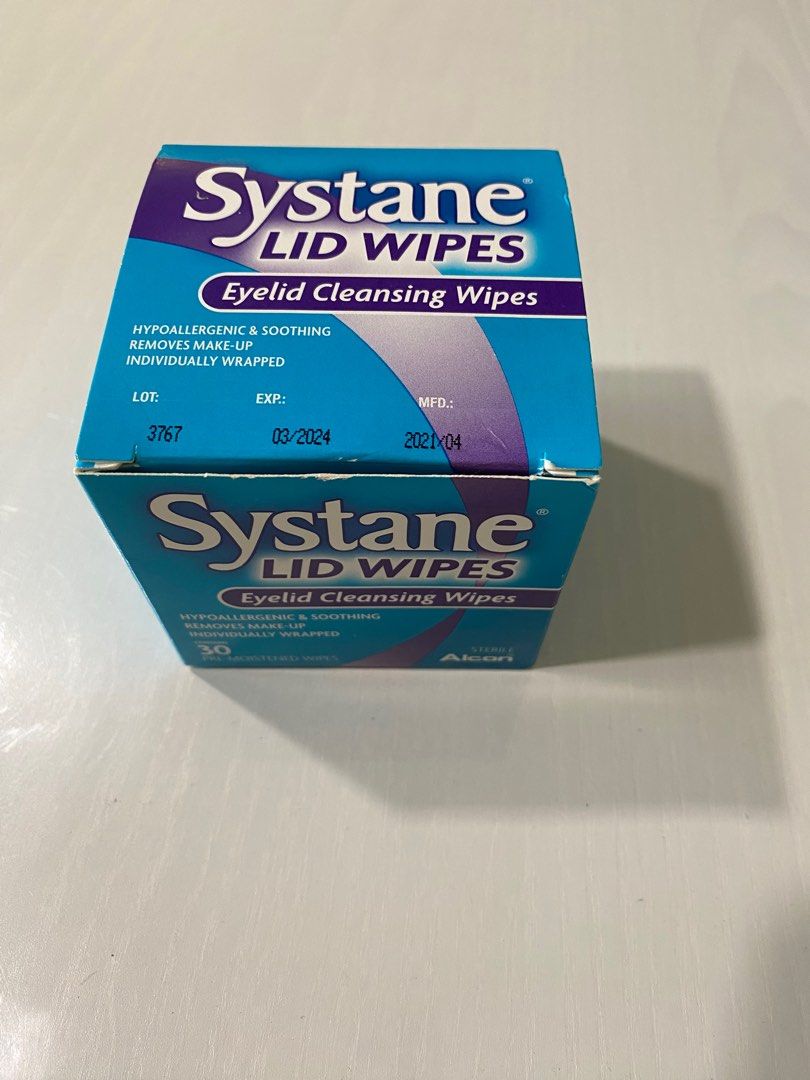 Systane®
LID WIPES
Eyelid Cleansing Wipes
HYPOALLERGENIC & SOOTHING
REMOVES MAKE-UP
INDIVIDUALLY WRAPPED
LOT: EXP.: MFD.:
3767 03/2024 2021/04
Systane®
LID WIPES
Eyelid Cleansing Wipes
HYPOALLERGENIC & SOOTHING
REMOVES MAKE-UP
INDIVIDUALLY WRAPPED
30 STERILE
PRE-MOISTENED WIPES Alcon